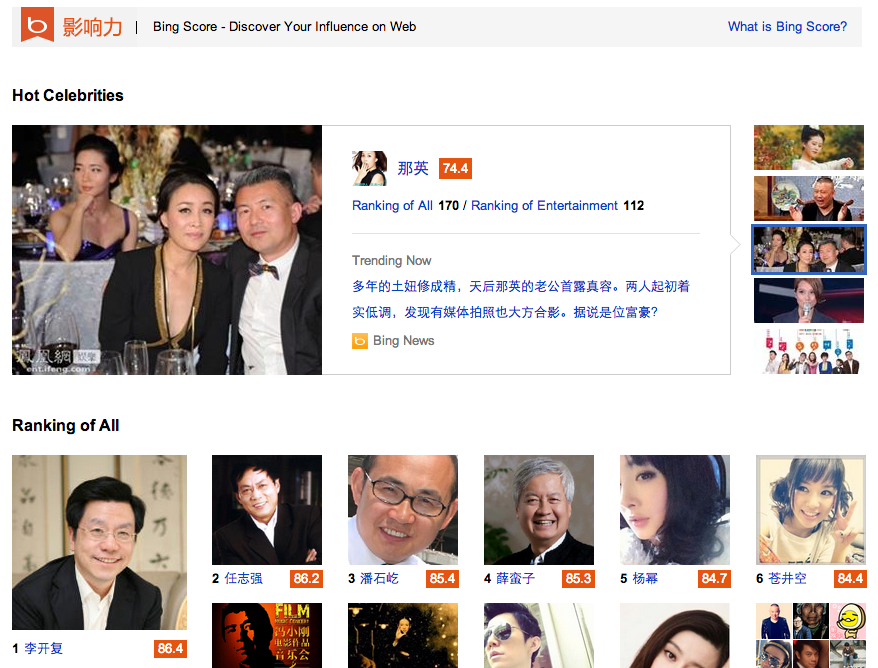 影响力 | Bing Score - Discover Your Influence on Web
What is Bing Score?
Hot Celebrities
那英 74.4
Ranking of All 170 / Ranking of Entertainment 112
Trending Now
多年的土妞修成精，天后那英的老公首露真容。两人起初着
实低调，发现有媒体拍照也大方合影。据说是位富豪?
Bing News
鳳凰網 娱乐
ent.ifeng.com
Ranking of All
1 李开复 86.4
2 任志强 86.2
3 潘石屹 85.4
4 薛蛮子 85.3
5 杨幂 84.7
6 苍井空 84.4
FILM
冯小刚
电影作品
音乐会